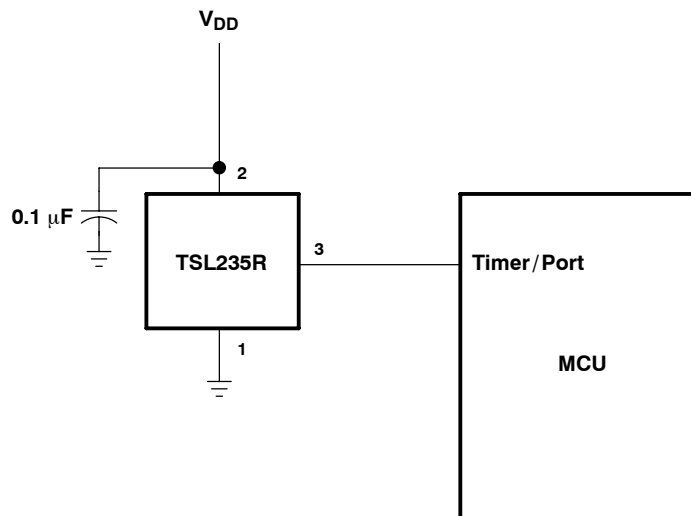 VDD
2
0.1 μF
TSL235R
3
Timer/Port
1
MCU